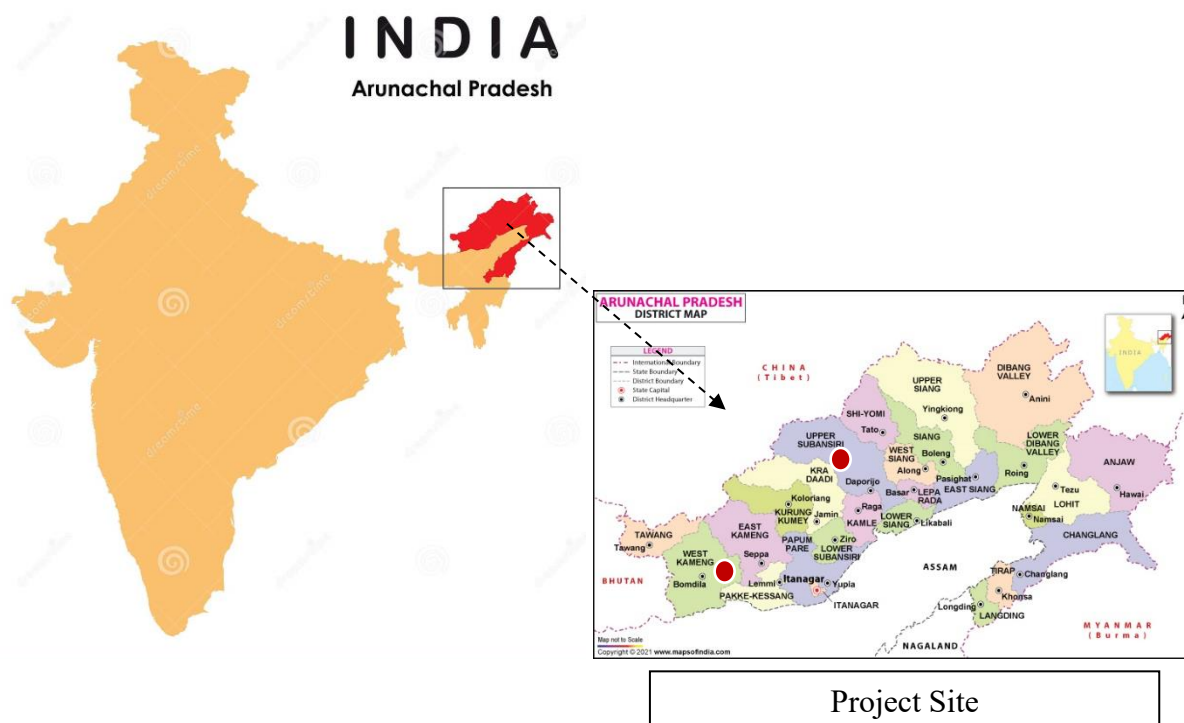 INDIA
Arunachal Pradesh
dreamstime
ARUNACHAL PRADESH
DISTRICT MAP
LEGEND
International Boundary
State Boundary
District Boundary
State Capital
District Headquarter
INDIA
CHINA
(Tibet)
UPPER
SIANG
DIBANG
VALLEY
Anini
SHI-YOMI
Yingkiong
Tato
UPPER
SUBANSIRI
SIANG
WEST
SIANG
Boleng
LOWER
DIBANG
VALLEY
ANJAW
KRA
DAADI
Along
Pasighat
Roing
Daporijo
Basar
LEPA
RADA
EAST SIANG
Tezu
Hawai
LOHIT
Koloriang
KURUNG
KUMEY
Jamin
Raga
KAMLE
LOWER
SIANG
Likabali
NAMSAI
Namsai
CHANGLANG
TAWANG
Tawang
EAST
KAMENG
Seppa
PAPUM
PARE
Ziro
LOWER
SUBANSIRI
WEST
KAMENG
Bomdila
BHUTAN
Lemmi
PAKKE-KESSANG
Itanagar
Yupia
ITANAGAR
ASSAM
TIRAP
Changlang
Khonsa
Longding
LANGDING
NAGALAND
MYANMAR
(Burma)
Map not to Scale
Copyright © 2021 www.mapsofindia.com
Project Site